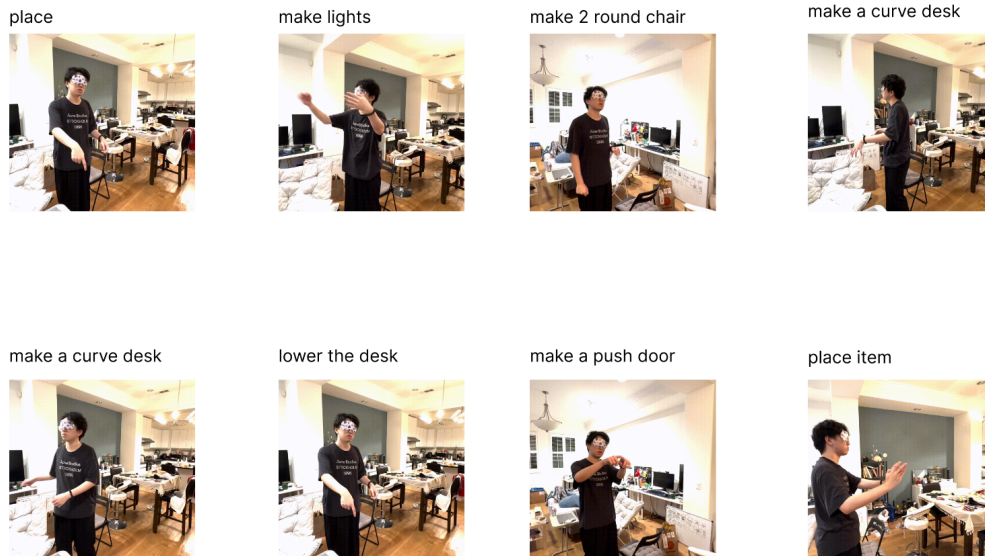 place
make lights
make 2 round chair
make a curve desk
make a curve desk
lower the desk
make a push door
place item